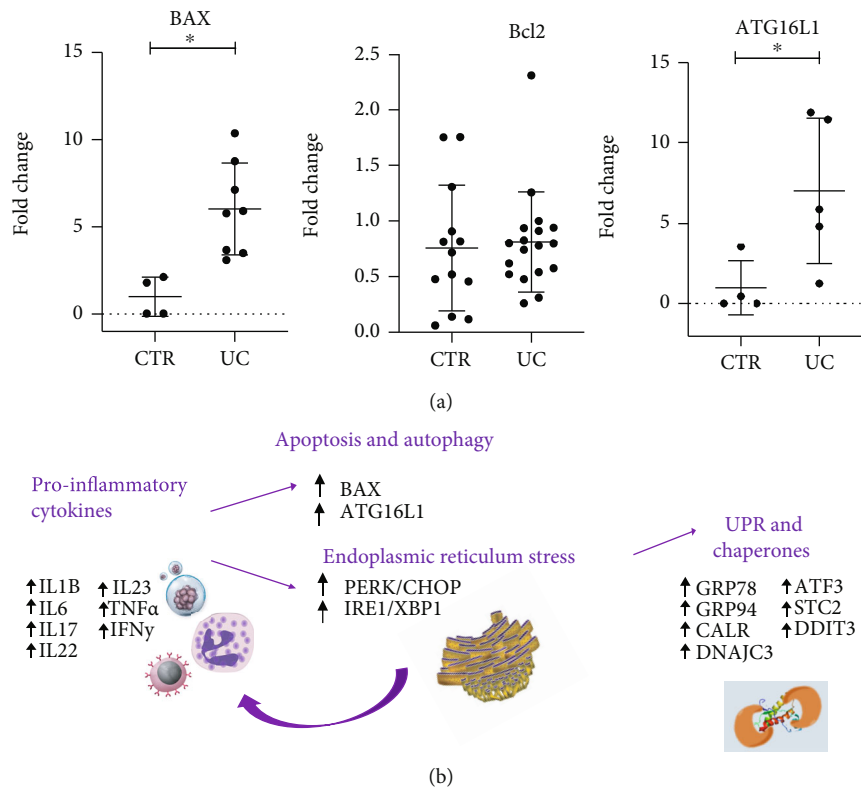 BAX
*
15
10
5
0
Fold change
CTR
UC
Bcl2
2.5
2.0
1.5
1.0
0.5
0.0
Fold change
CTR
UC
ATG16L1
*
15
10
5
0
Fold change
CTR
UC
(a)
Apoptosis and autophagy
BAX
ATG16L1
Pro-inflammatory
cytokines
IL1B
IL6
IL17
IL22
IL23
TNFα
IFNy
Endoplasmic reticulum stress
PERK/CHOP
IRE1/XBP1
UPR and
chaperones
GRP78
GRP94
CALR
DNAJC3
ATF3
STC2
DDIT3
(b)